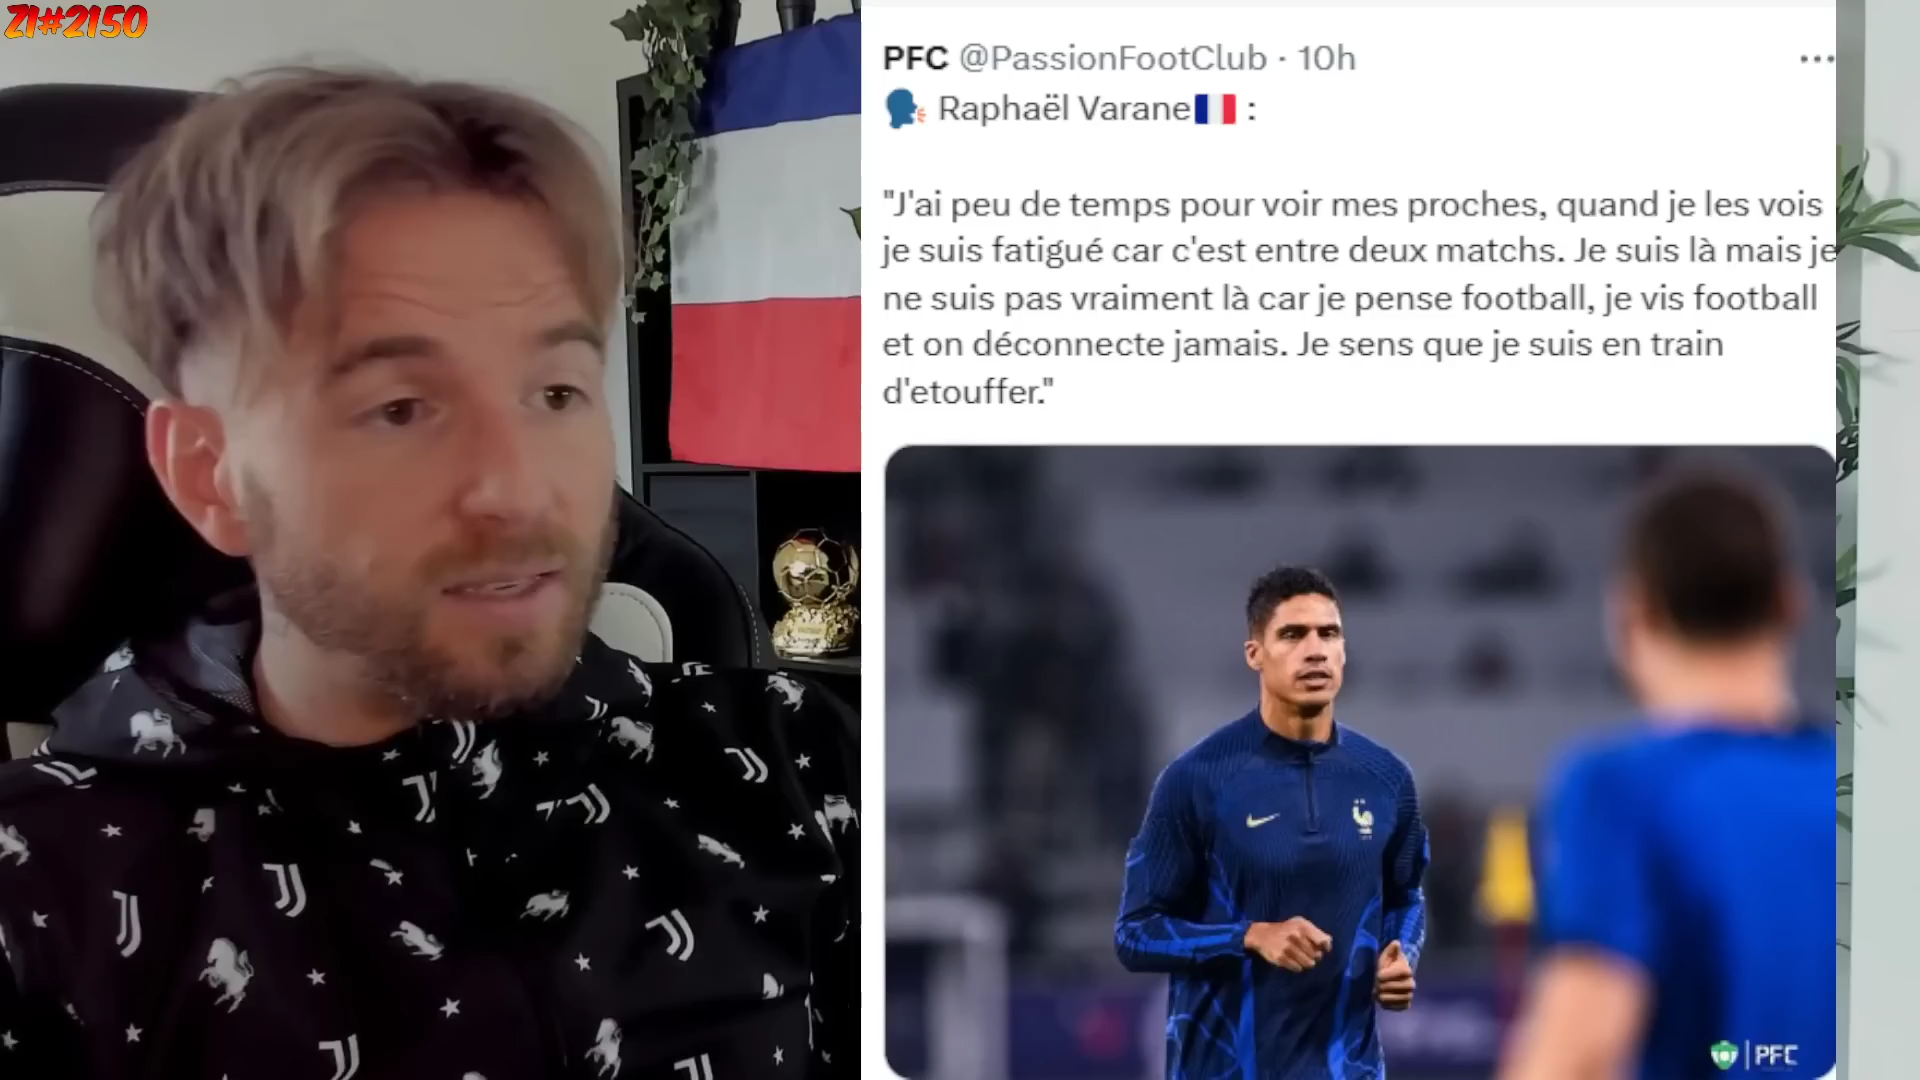 Z1#2150
PFC @PassionFootClub · 10h
Raphaël Varane :
"J'ai peu de temps pour voir mes proches, quand je les vois
je suis fatigué car c'est entre deux matchs. Je suis là mais je
ne suis pas vraiment là car je pense football, je vis football
et on déconnecte jamais. Je sens que je suis en train
d'etouffer."
PFC